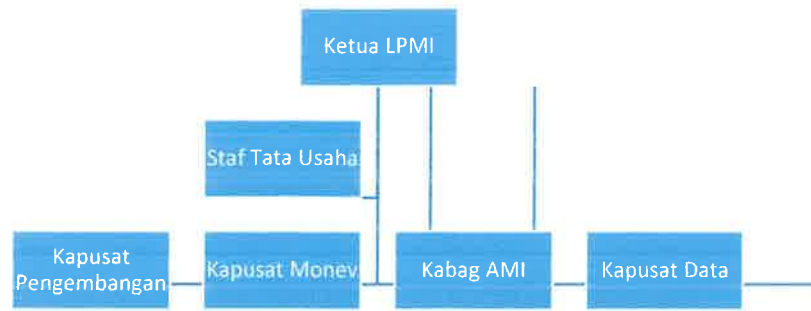 Ketua LPMI
Staf Tata Usaha
Kapusat
Pengembangan
Kapusat Monev
Kabag AMI
Kapusat Data